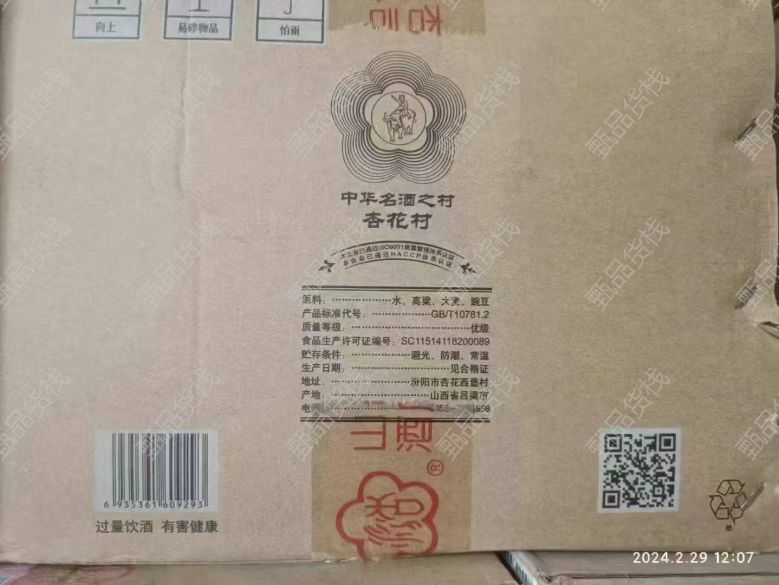 向上 易碎物品 怕雨
中华名酒之村
杏花村
本企业已通过ISO9001质量管理体系认证
本企业已通过HACCP体系认证
原料：水、高粱、大麦、豌豆
产品标准代号：GB/T10781.2
质量等级：优级
食品生产许可证编号：SC11514118200089
贮存条件：避光、防潮、常温
生产日期：见合格证
地址：汾阳市杏花西堡村
产地：山西省吕梁市
6 935361 609293
过量饮酒 有害健康
2024.2.29 12:07
甄品货栈